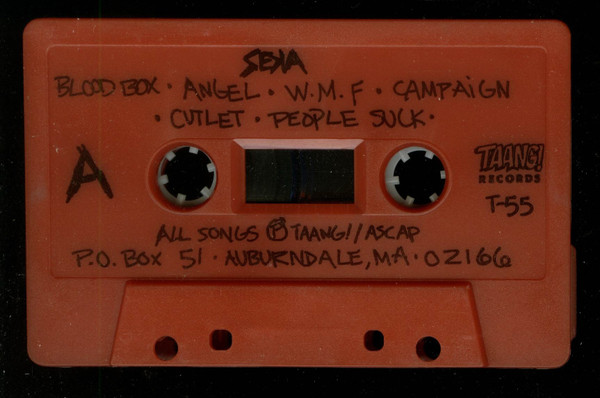 SEKA
BLOOD BOX · ANGEL · W.M.F · CAMPAIGN
· CUTLET · PEOPLE SUCK ·
A
TAANG!
RECORDS
T-55
ALL SONGS Ⓟ TAANG! // ASCAP
P.O. BOX 51 · AUBURNDALE, MA · 02166